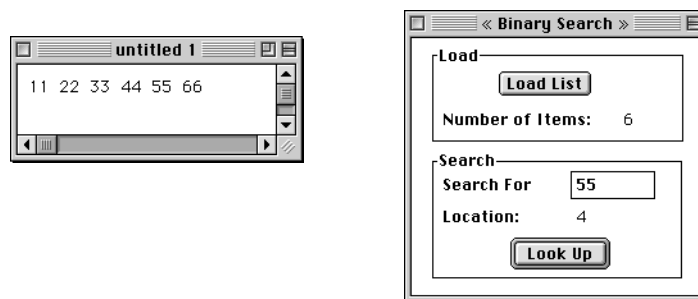 untitled 1
11 22 33 44 55 66
« Binary Search »
Load
Load List
Number of Items: 6
Search
Search For 55
Location: 4
Look Up